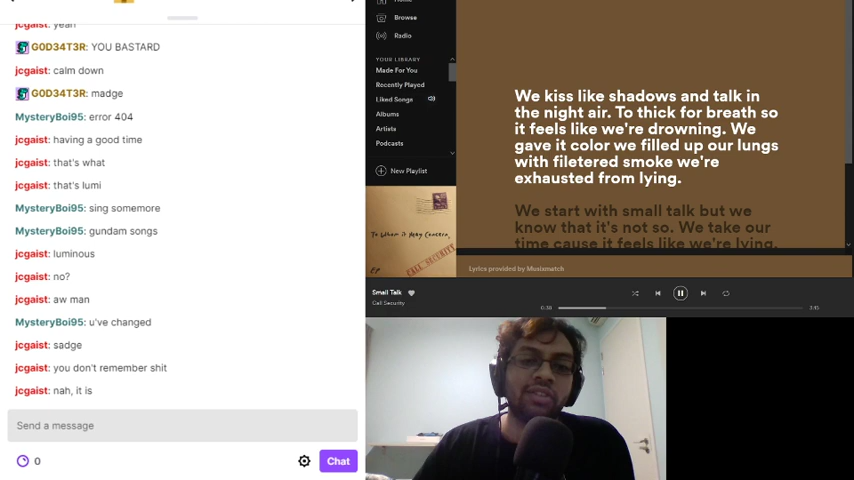 jcgaist: yeah
G0D34T3R: YOU BASTARD
jcgaist: calm down
G0D34T3R: madge
MysteryBoi95: error 404
jcgaist: having a good time
jcgaist: that's what
jcgaist: that's lumi
MysteryBoi95: sing somemore
MysteryBoi95: gundam songs
jcgaist: luminous
jcgaist: no?
jcgaist: aw man
MysteryBoi95: u've changed
jcgaist: sadge
jcgaist: you don't remember shit
jcgaist: nah, it is
Send a message
0
Chat
Browse
Radio
YOUR LIBRARY
Made For You
Recently Played
Liked Songs
Albums
Artists
Podcasts
New Playlist
To Whom it May Concern,
EP
CALL SECURITY
We kiss like shadows and talk in
the night air. To thick for breath so
it feels like we're drowning. We
gave it color we filled up our lungs
with filetered smoke we're
exhausted from lying.
We start with small talk but we
know that it's not so. We take our
time cause it feels like we're lying.
Lyrics provided by Musixmatch
Small Talk
Call Security
0:39
3:15